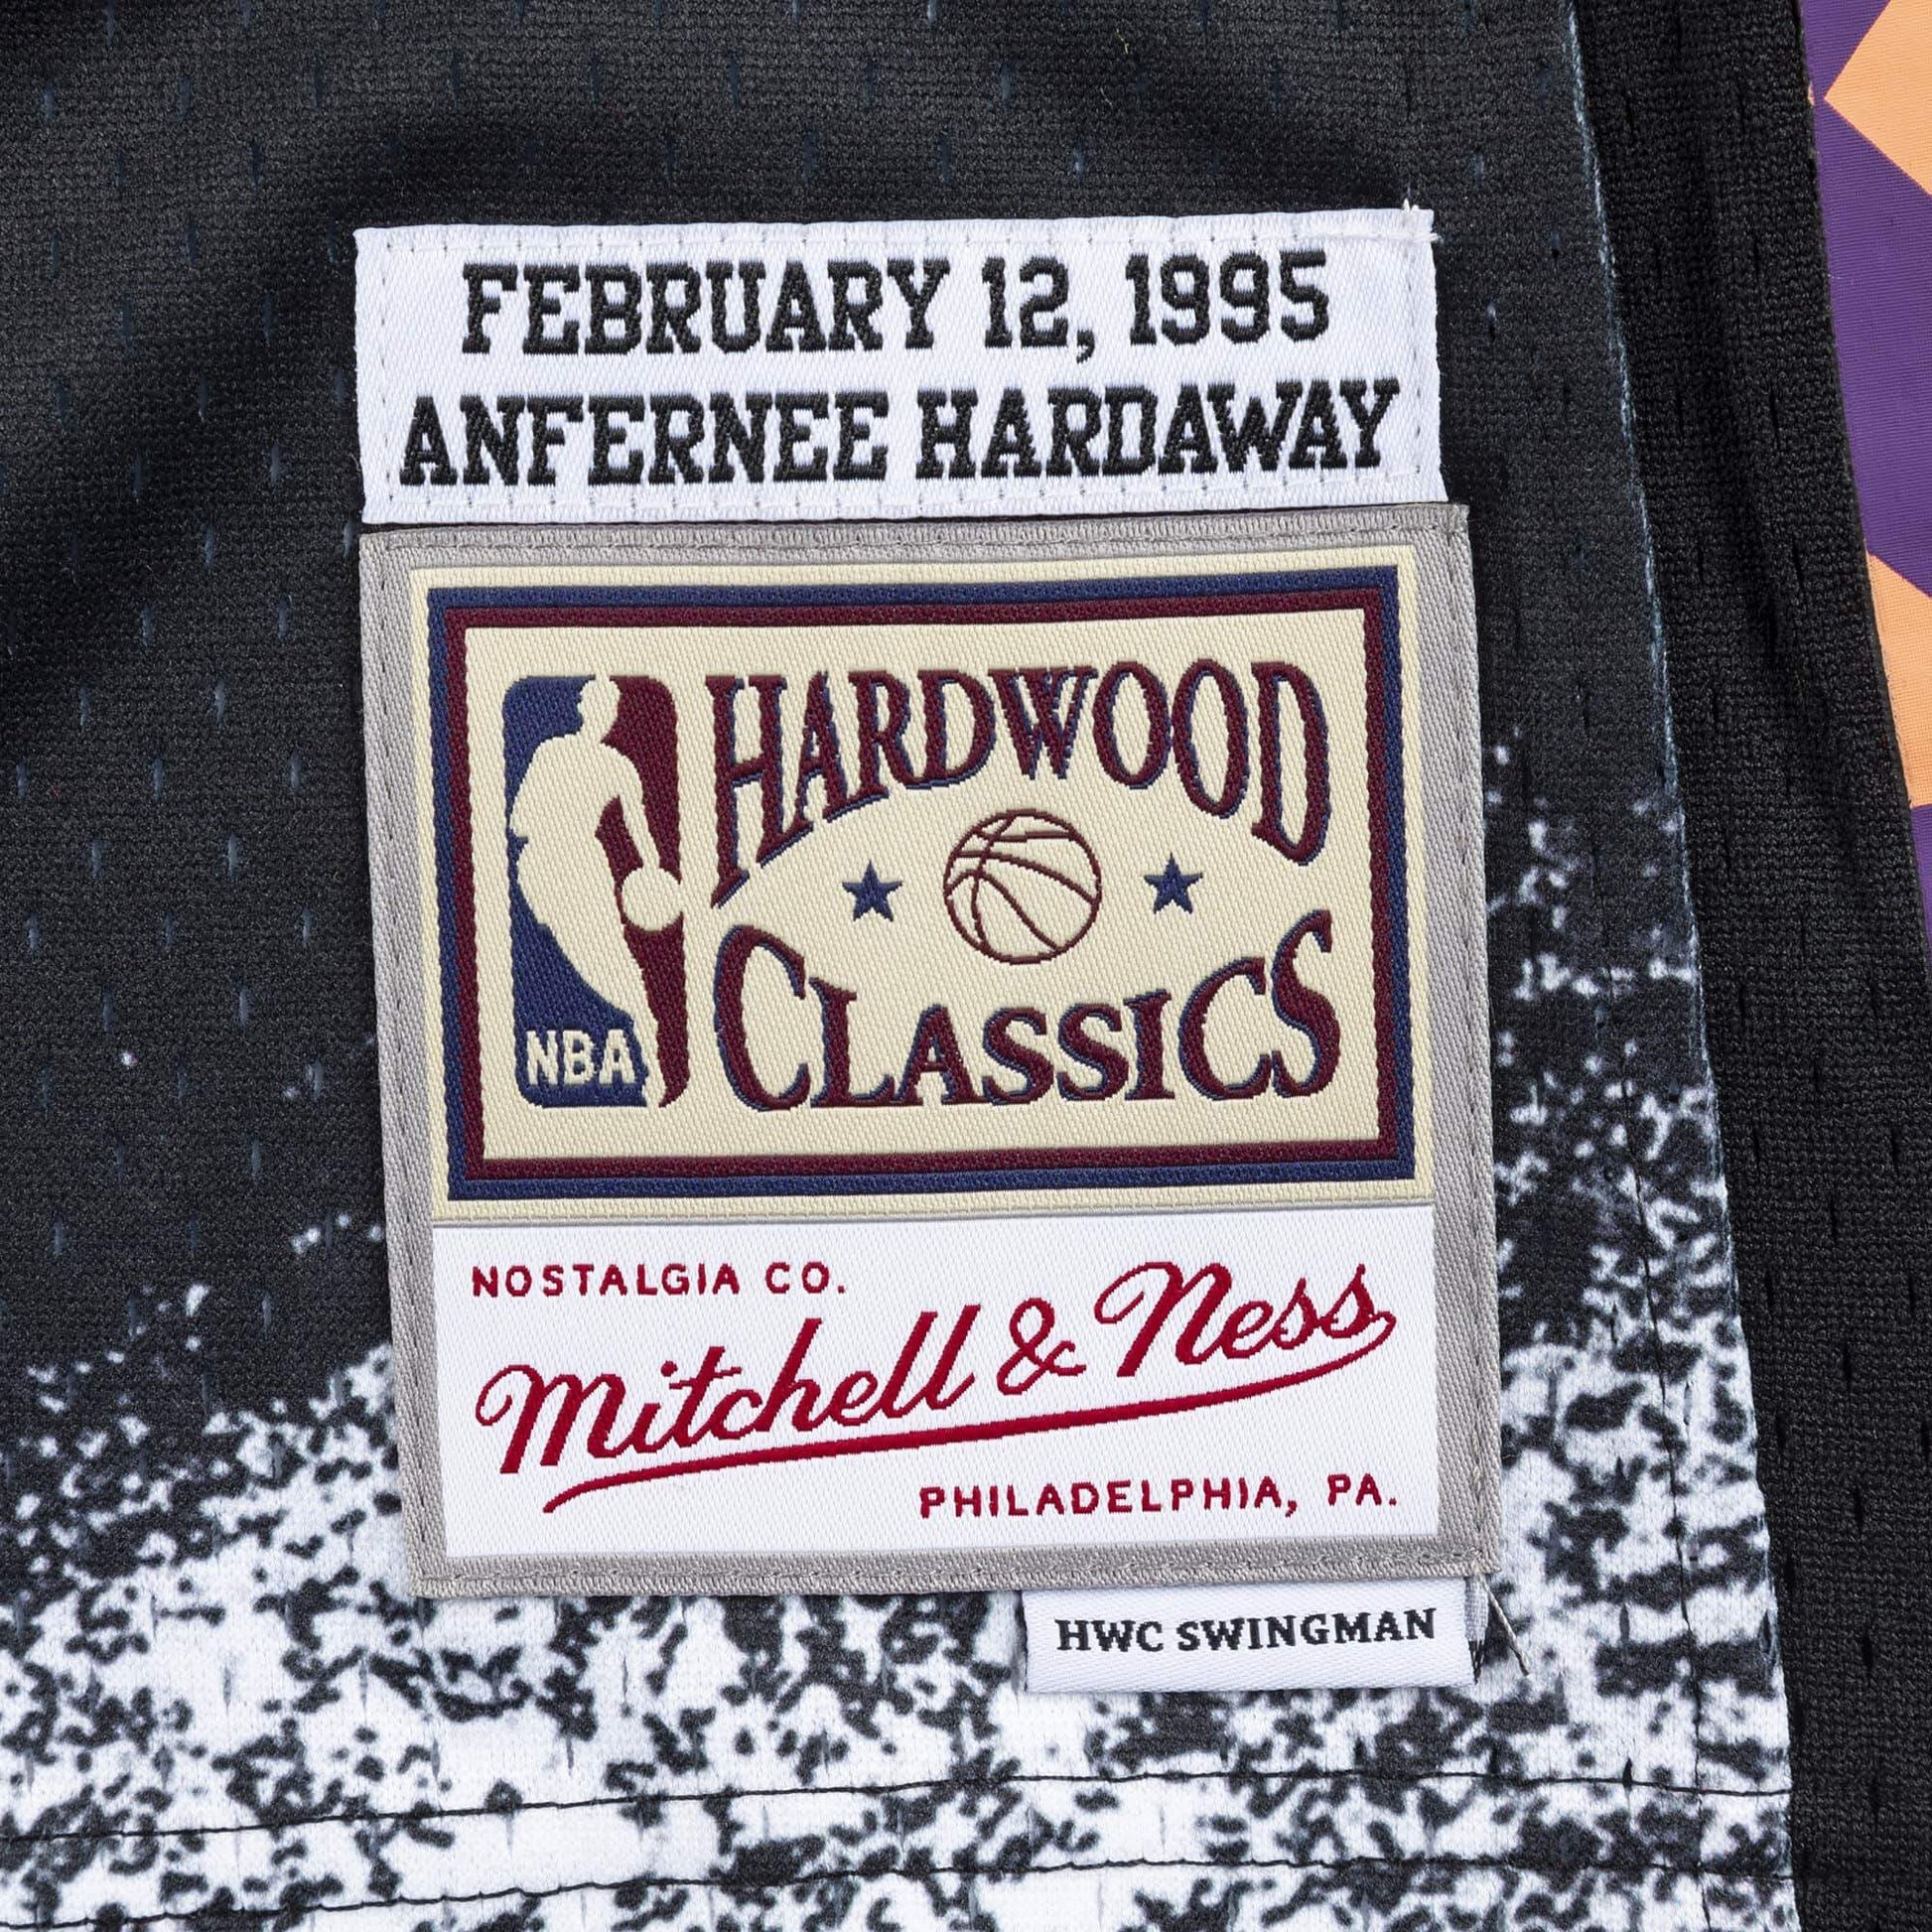 FEBRUARY 12, 1995
ANFERNEE HARDAWAY
HARDWOOD
CLASSICS
NBA
NOSTALGIA CO.
Mitchell & Ness
PHILADELPHIA, PA.
HWC SWINGMAN